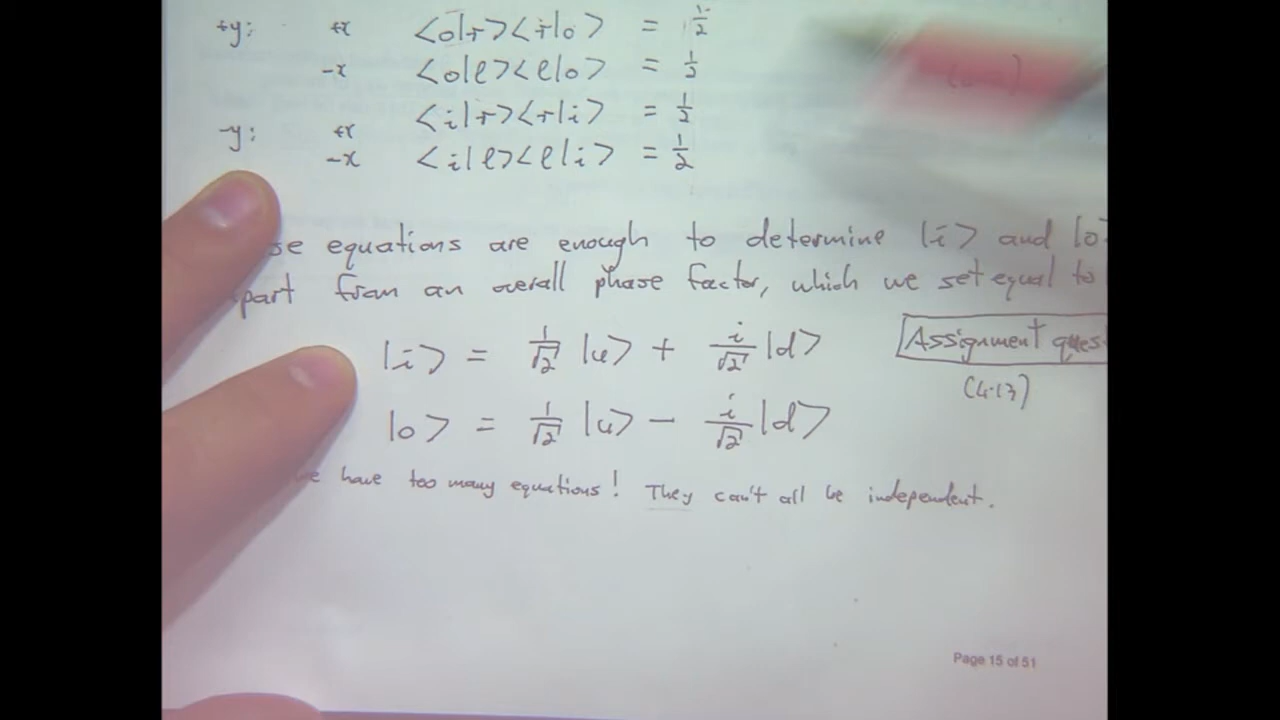 +y: +x <o|r><r|o> = 1/2
-x <o|l><l|o> = 1/2
-y: +x <i|r><r|i> = 1/2
-x <i|l><l|i> = 1/2
se equations are enough to determine |i> and |o>
part from an overall phase factor, which we set equal to
|i> = 1/√2 |u> + i/√2 |d> Assignment ques
(4.13)
|o> = 1/√2 |u> - i/√2 |d>
we have too many equations! They can't all be independent.
Page 15 of 51